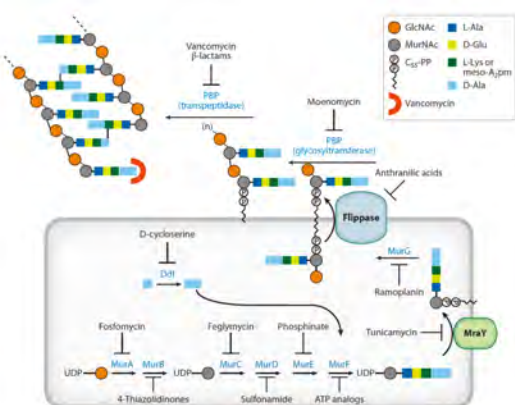 GlcNAc
MurNAc
C55-PP
L-Ala
D-Glu
L-Lys or
meso-A2pm
D-Ala
Vancomycin
Vancomycin
β-lactams
PBP
(transpeptidase)
(n)
Moenomycin
PBP
(glycosyltransferase)
Anthranilic acids
Flippase
P
P
P
P
P
P
D-cycloserine
Ddl
MurG
Ramoplanin
Tunicamycin
MraY
Fosfomycin
Feglymycin
Phosphinate
UDP
MurA
MurB
UDP
MurC
MurD
MurE
MurF
UDP
4-Thiazolidinones
Sulfonamide
ATP analogs